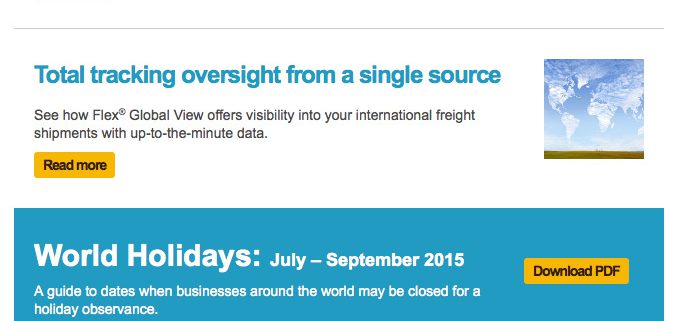 Total tracking oversight from a single source
See how Flex® Global View offers visibility into your international freight
shipments with up-to-the-minute data.
Read more
World Holidays: July – September 2015
A guide to dates when businesses around the world may be closed for a
holiday observance.
Download PDF